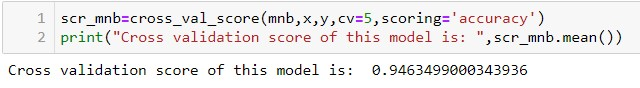 1 scr_mnb=cross_val_score(mnb,x,y,cv=5,scoring='accuracy')
2 print("Cross validation score of this model is: ",scr_mnb.mean())
Cross validation score of this model is:  0.9463499000343936